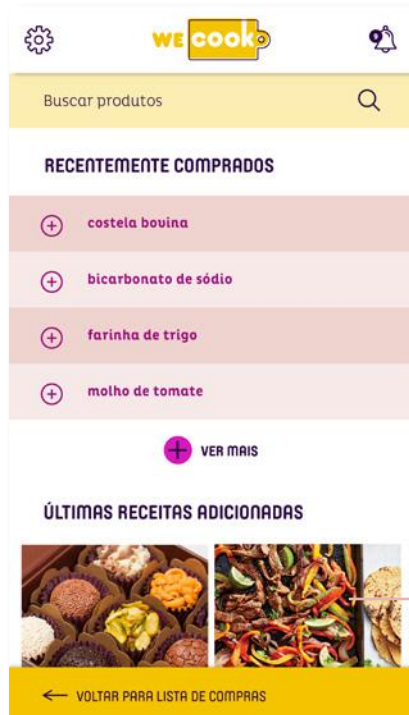 WE COOK
9
Buscar produtos
RECENTEMENTE COMPRADOS
costela bovina
bicarbonato de sódio
farinha de trigo
molho de tomate
VER MAIS
ÚLTIMAS RECEITAS ADICIONADAS
VOLTAR PARA LISTA DE COMPRAS